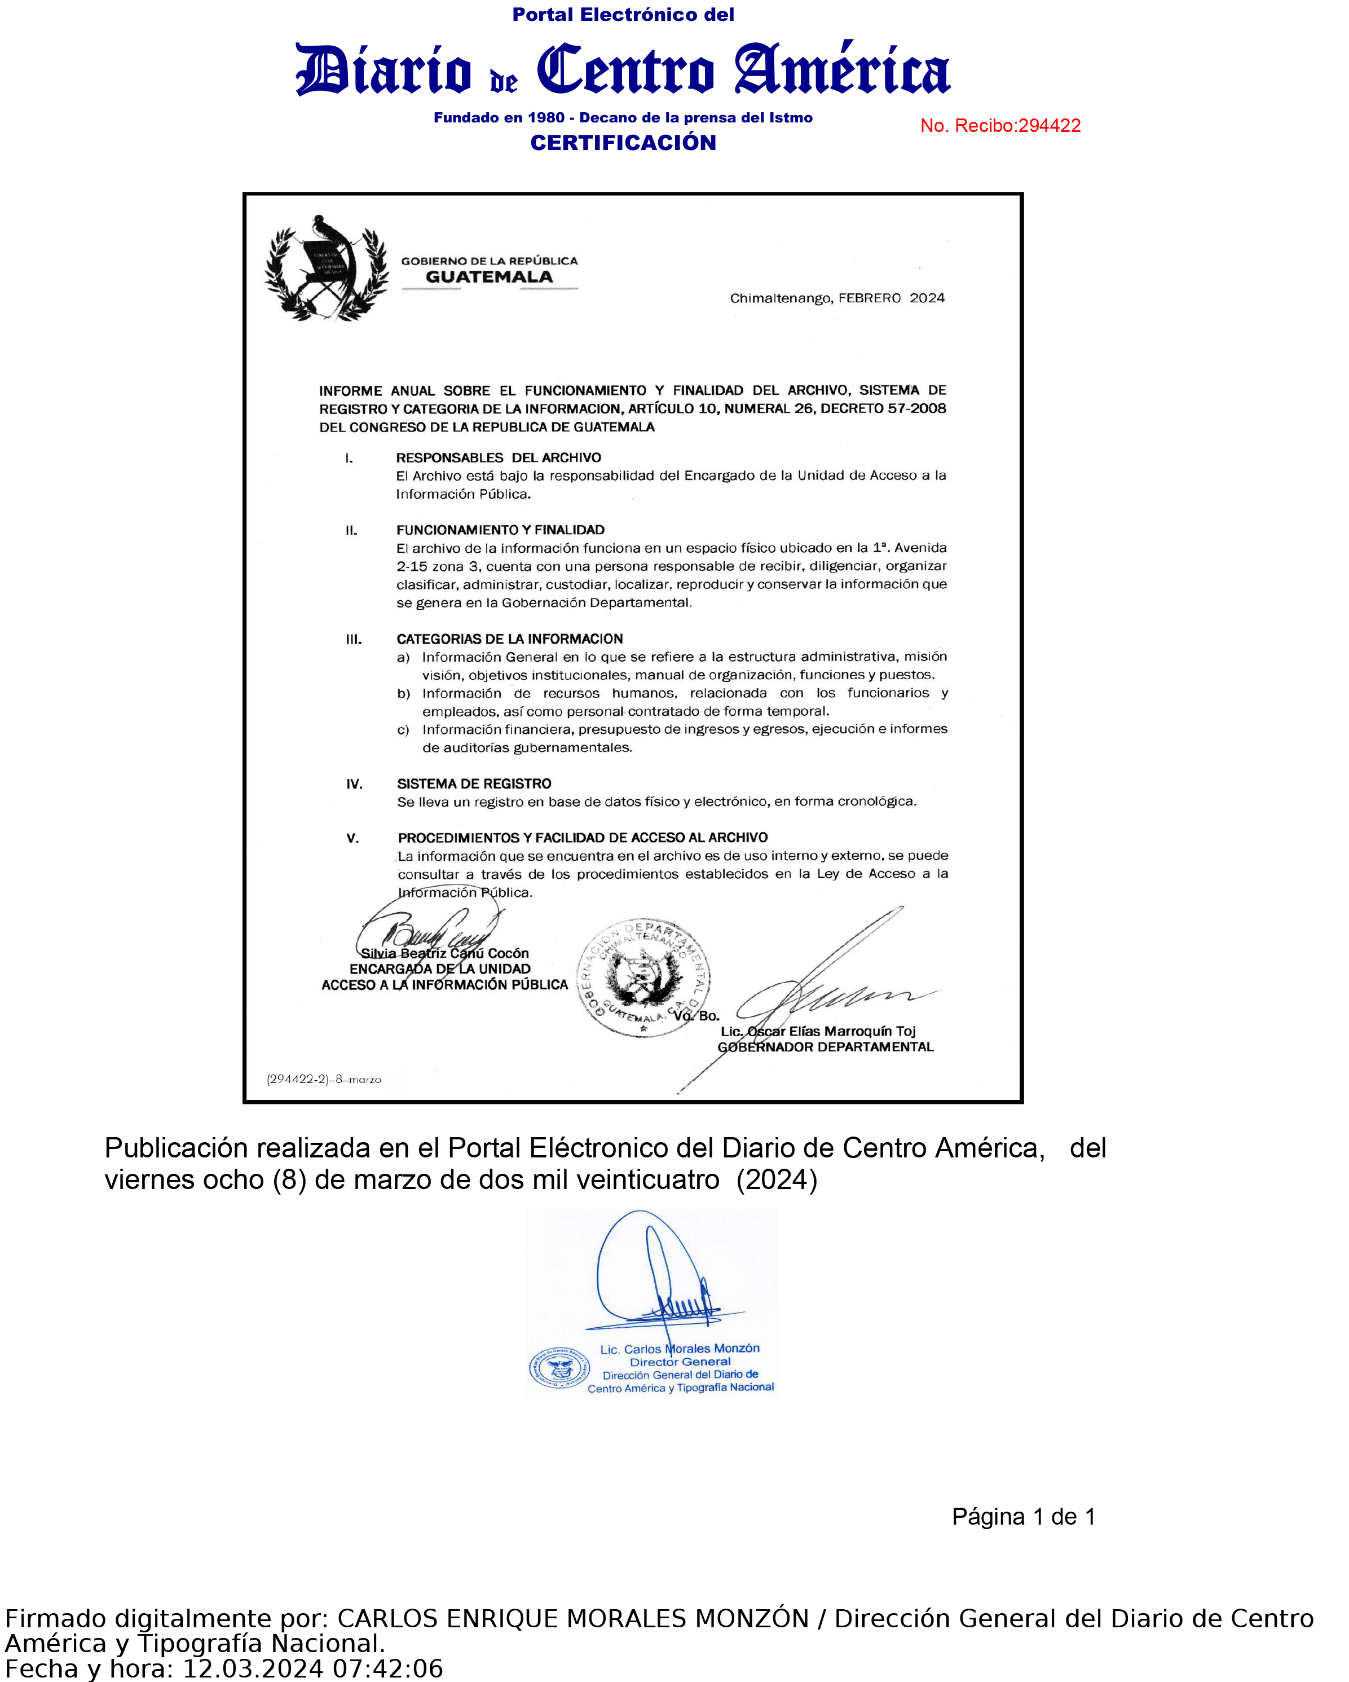 Portal Electrónico del
Diario de Centro América
Fundado en 1980 - Decano de la prensa del Istmo
No. Recibo:294422
CERTIFICACIÓN
GOBIERNO DE LA REPÚBLICA
GUATEMALA
Chimaltenango, FEBRERO 2024
INFORME ANUAL SOBRE EL FUNCIONAMIENTO Y FINALIDAD DEL ARCHIVO, SISTEMA DE
REGISTRO Y CATEGORIA DE LA INFORMACION, ARTÍCULO 10, NUMERAL 26, DECRETO 57-2008
DEL CONGRESO DE LA REPUBLICA DE GUATEMALA
I. RESPONSABLES DEL ARCHIVO
El Archivo está bajo la responsabilidad del Encargado de la Unidad de Acceso a la
Información Pública.
II. FUNCIONAMIENTO Y FINALIDAD
El archivo de la información funciona en un espacio físico ubicado en la 1ª. Avenida
2-15 zona 3, cuenta con una persona responsable de recibir, diligenciar, organizar
clasificar, administrar, custodiar, localizar, reproducir y conservar la información que
se genera en la Gobernación Departamental.
III. CATEGORIAS DE LA INFORMACION
a) Información General en lo que se refiere a la estructura administrativa, misión
visión, objetivos institucionales, manual de organización, funciones y puestos.
b) Información de recursos humanos, relacionada con los funcionarios y
empleados, así como personal contratado de forma temporal.
c) Información financiera, presupuesto de ingresos y egresos, ejecución e informes
de auditorías gubernamentales.
IV. SISTEMA DE REGISTRO
Se lleva un registro en base de datos físico y electrónico, en forma cronológica.
V. PROCEDIMIENTOS Y FACILIDAD DE ACCESO AL ARCHIVO
La información que se encuentra en el archivo es de uso interno y externo, se puede
consultar a través de los procedimientos establecidos en la Ley de Acceso a la
Información Pública.
Silvia Beatriz Canú Cocón
ENCARGADA DE LA UNIDAD
ACCESO A LA INFORMACIÓN PÚBLICA
GOBERNACIÓN DEPARTAMENTAL DE
CHIMALTENANGO
GUATEMALA, C.A.
Vo. Bo.
Lic. Oscar Elías Marroquín Toj
GOBERNADOR DEPARTAMENTAL
(294422-2)–8–marzo
Publicación realizada en el Portal Eléctronico del Diario de Centro América, del
viernes ocho (8) de marzo de dos mil veinticuatro (2024)
Lic. Carlos Morales Monzón
Director General
Dirección General del Diario de
Centro América y Tipografía Nacional
Página 1 de 1
Firmado digitalmente por: CARLOS ENRIQUE MORALES MONZÓN / Dirección General del Diario de Centro
América y Tipografía Nacional.
Fecha y hora: 12.03.2024 07:42:06